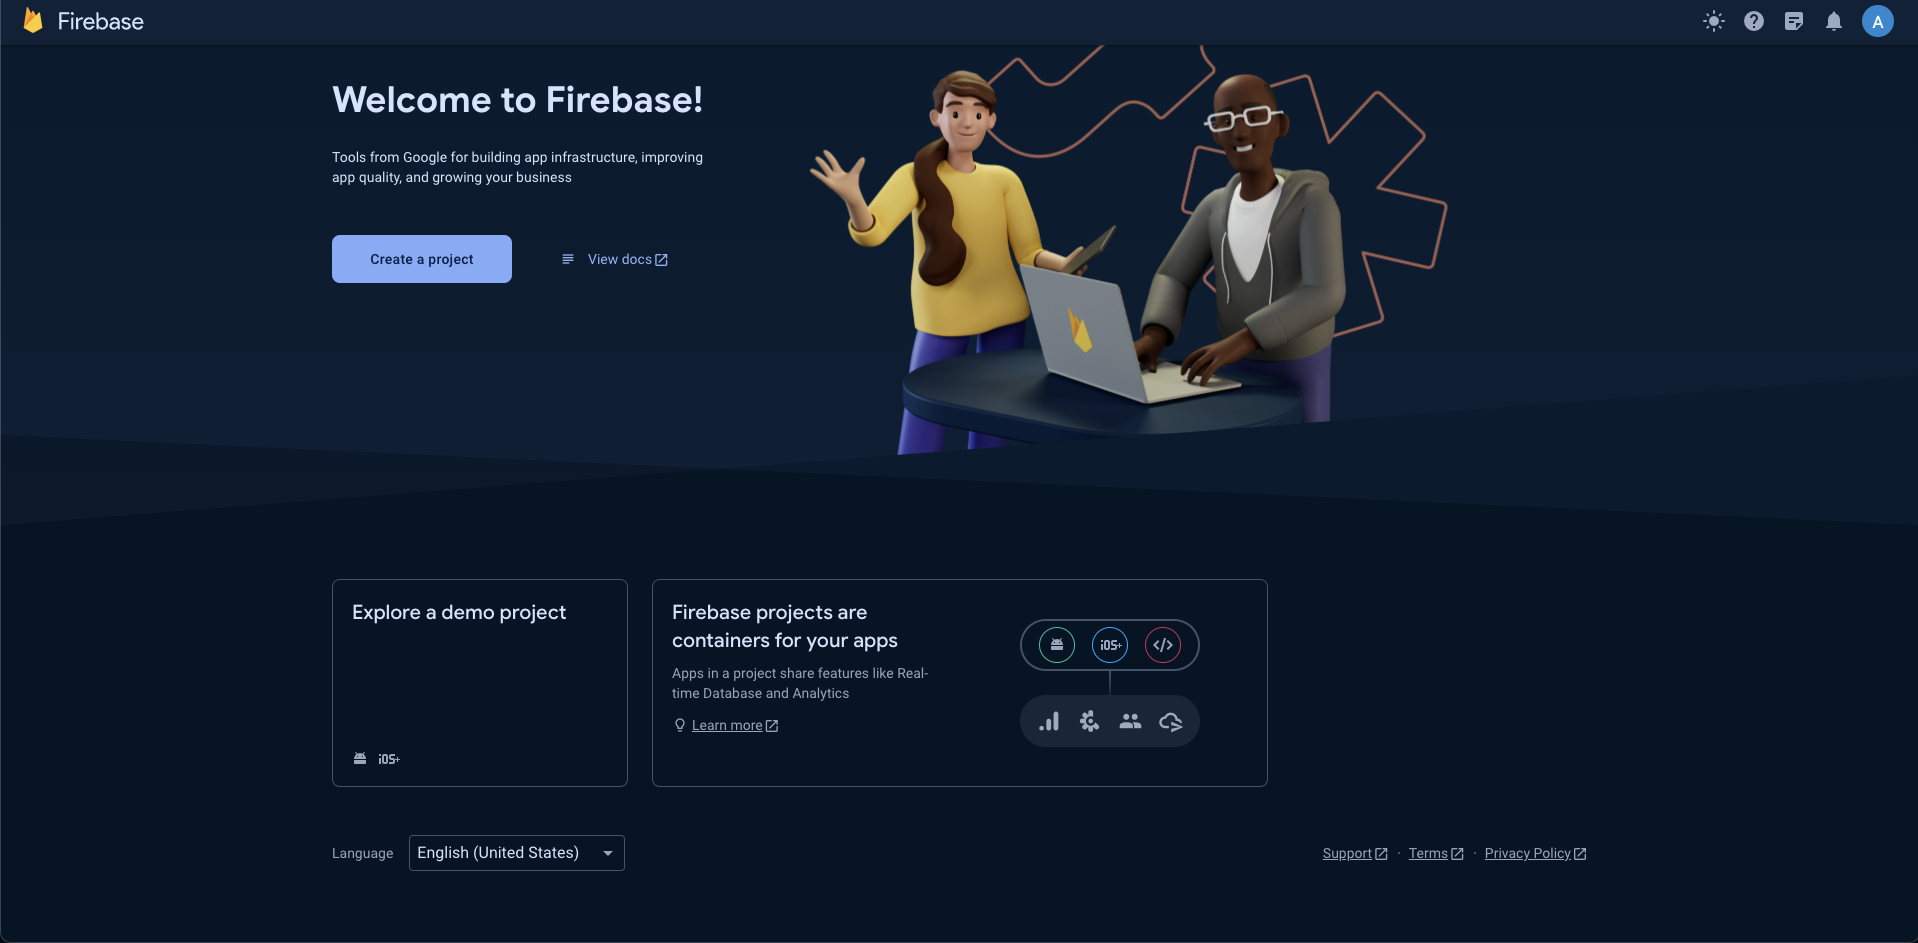 Firebase
A
Welcome to Firebase!
Tools from Google for building app infrastructure, improving
app quality, and growing your business
Create a project
View docs
Explore a demo project
iOS+
Firebase projects are
containers for your apps
Apps in a project share features like Real-
time Database and Analytics
Learn more
iOS+
</>
Language
English (United States)
Support · Terms · Privacy Policy